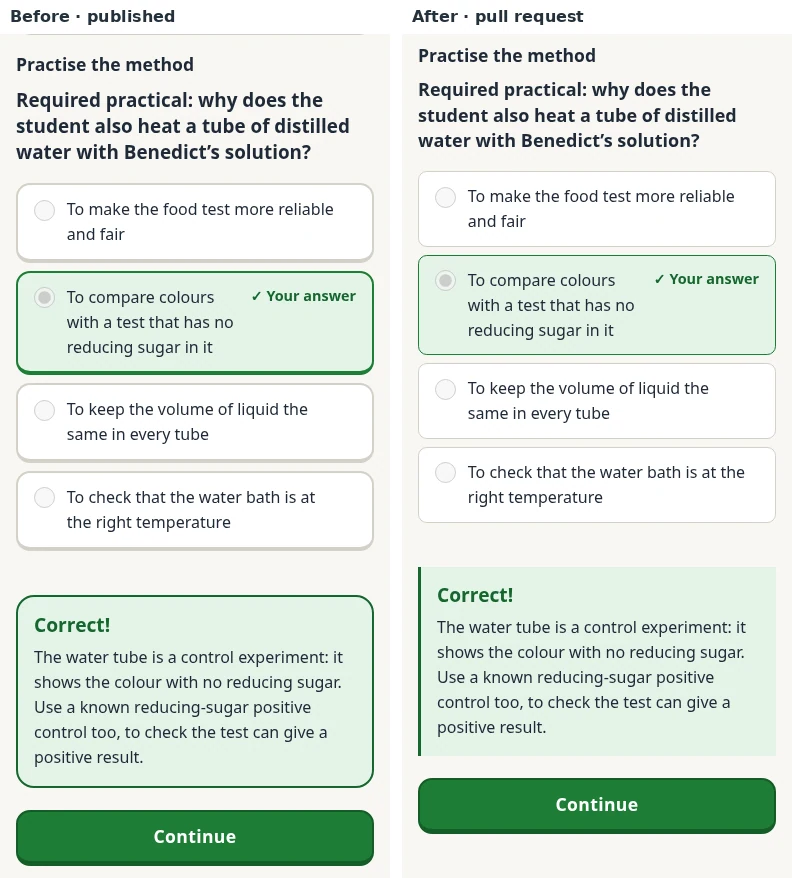 Before · published
Practise the method
Required practical: why does the
student also heat a tube of distilled
water with Benedict’s solution?
To make the food test more reliable
and fair
To compare colours
with a test that has no
reducing sugar in it
✓ Your answer
To keep the volume of liquid the
same in every tube
To check that the water bath is at
the right temperature
Correct!
The water tube is a control experiment: it
shows the colour with no reducing sugar.
Use a known reducing-sugar positive
control too, to check the test can give a
positive result.
Continue
After · pull request
Practise the method
Required practical: why does the
student also heat a tube of distilled
water with Benedict’s solution?
To make the food test more reliable
and fair
To compare colours
with a test that has no
reducing sugar in it
✓ Your answer
To keep the volume of liquid the
same in every tube
To check that the water bath is at the
right temperature
Correct!
The water tube is a control experiment: it
shows the colour with no reducing sugar.
Use a known reducing-sugar positive
control too, to check the test can give a
positive result.
Continue